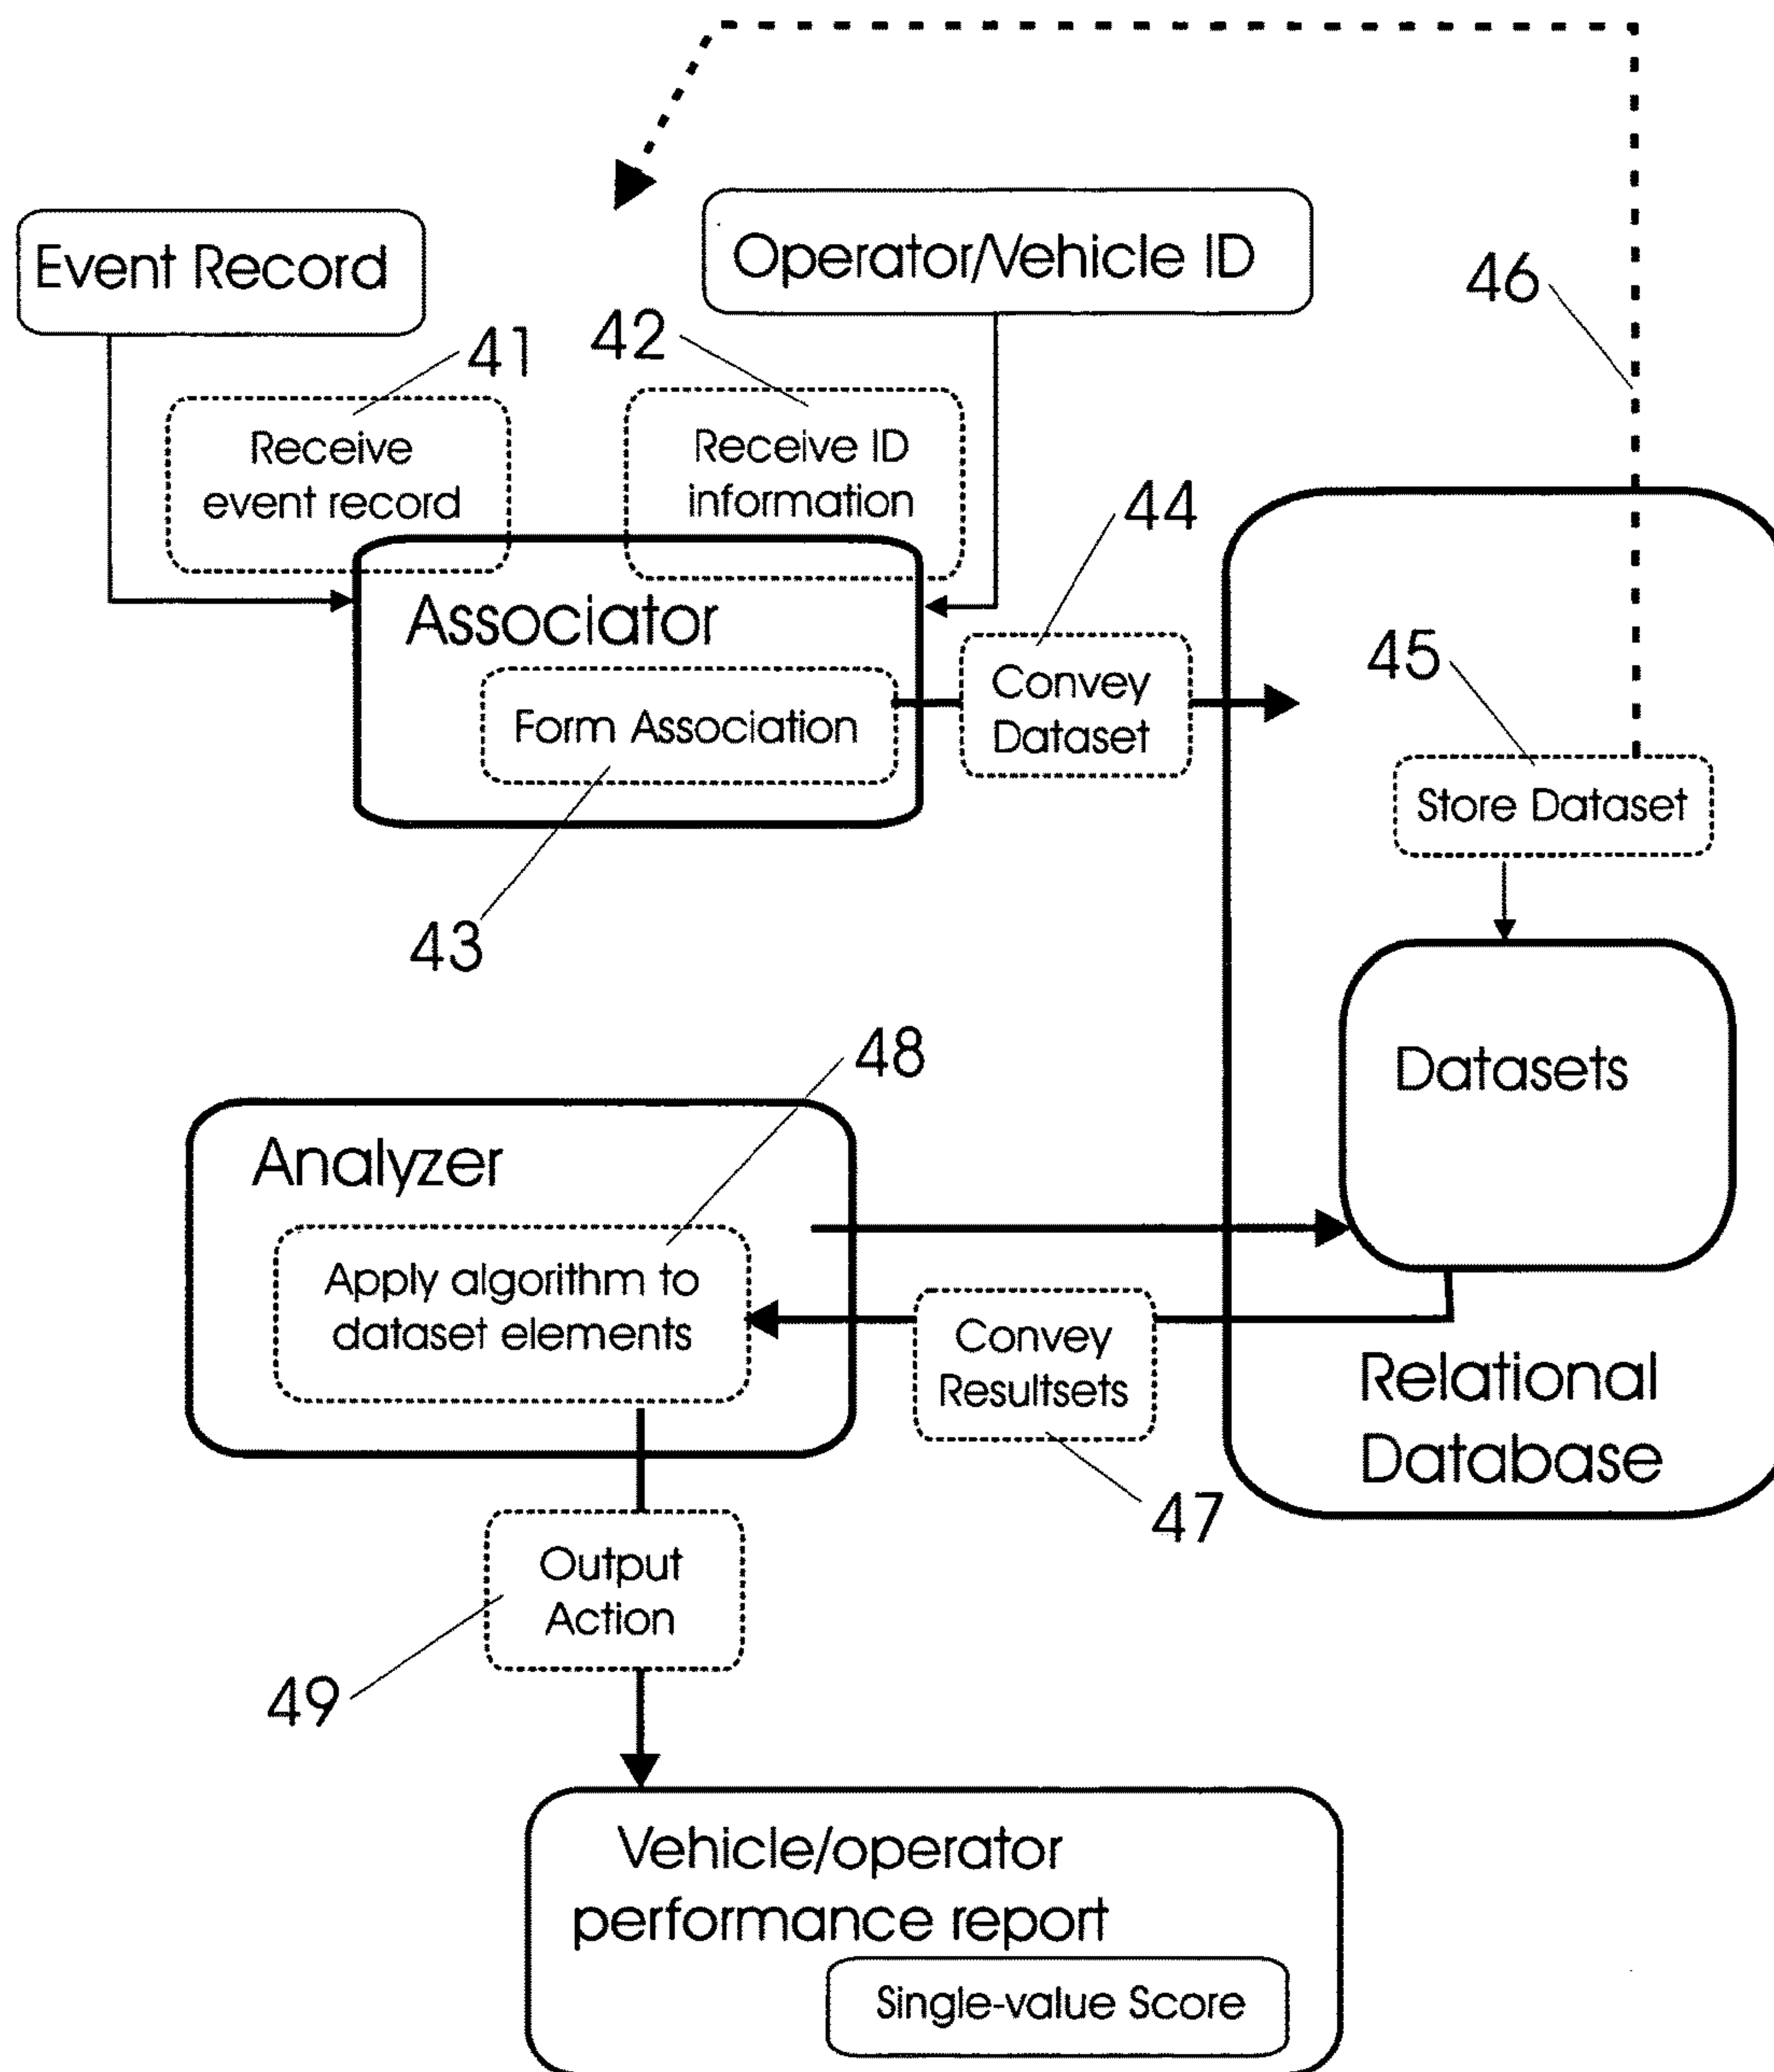 Event Record
Operator/Vehicle ID
46
41
42
Receive
event record
Receive ID
information
44
Associator
45
Convey
Dataset
Form Association
Store Dataset
43
48
Datasets
Analyzer
Apply algorithm to
dataset elements
Convey
Resultsets
Relational
Database
47
Output
Action
49
Vehicle/operator
performance report
Single-value Score